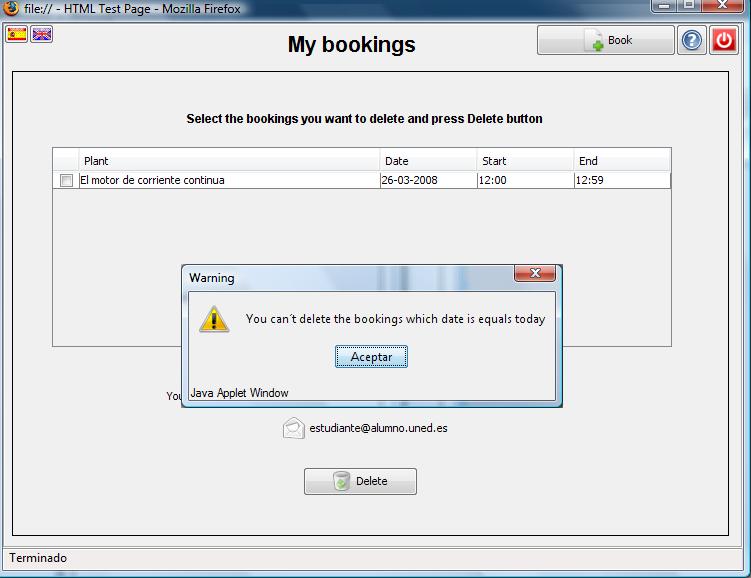 file:// - HTML Test Page - Mozilla Firefox
My bookings
Book
Select the bookings you want to delete and press Delete button
Plant Date Start End
El motor de corriente continua 26-03-2008 12:00 12:59
Warning
You can´t delete the bookings which date is equals today
Aceptar
Java Applet Window
estudiante@alumno.uned.es
Delete
Terminado